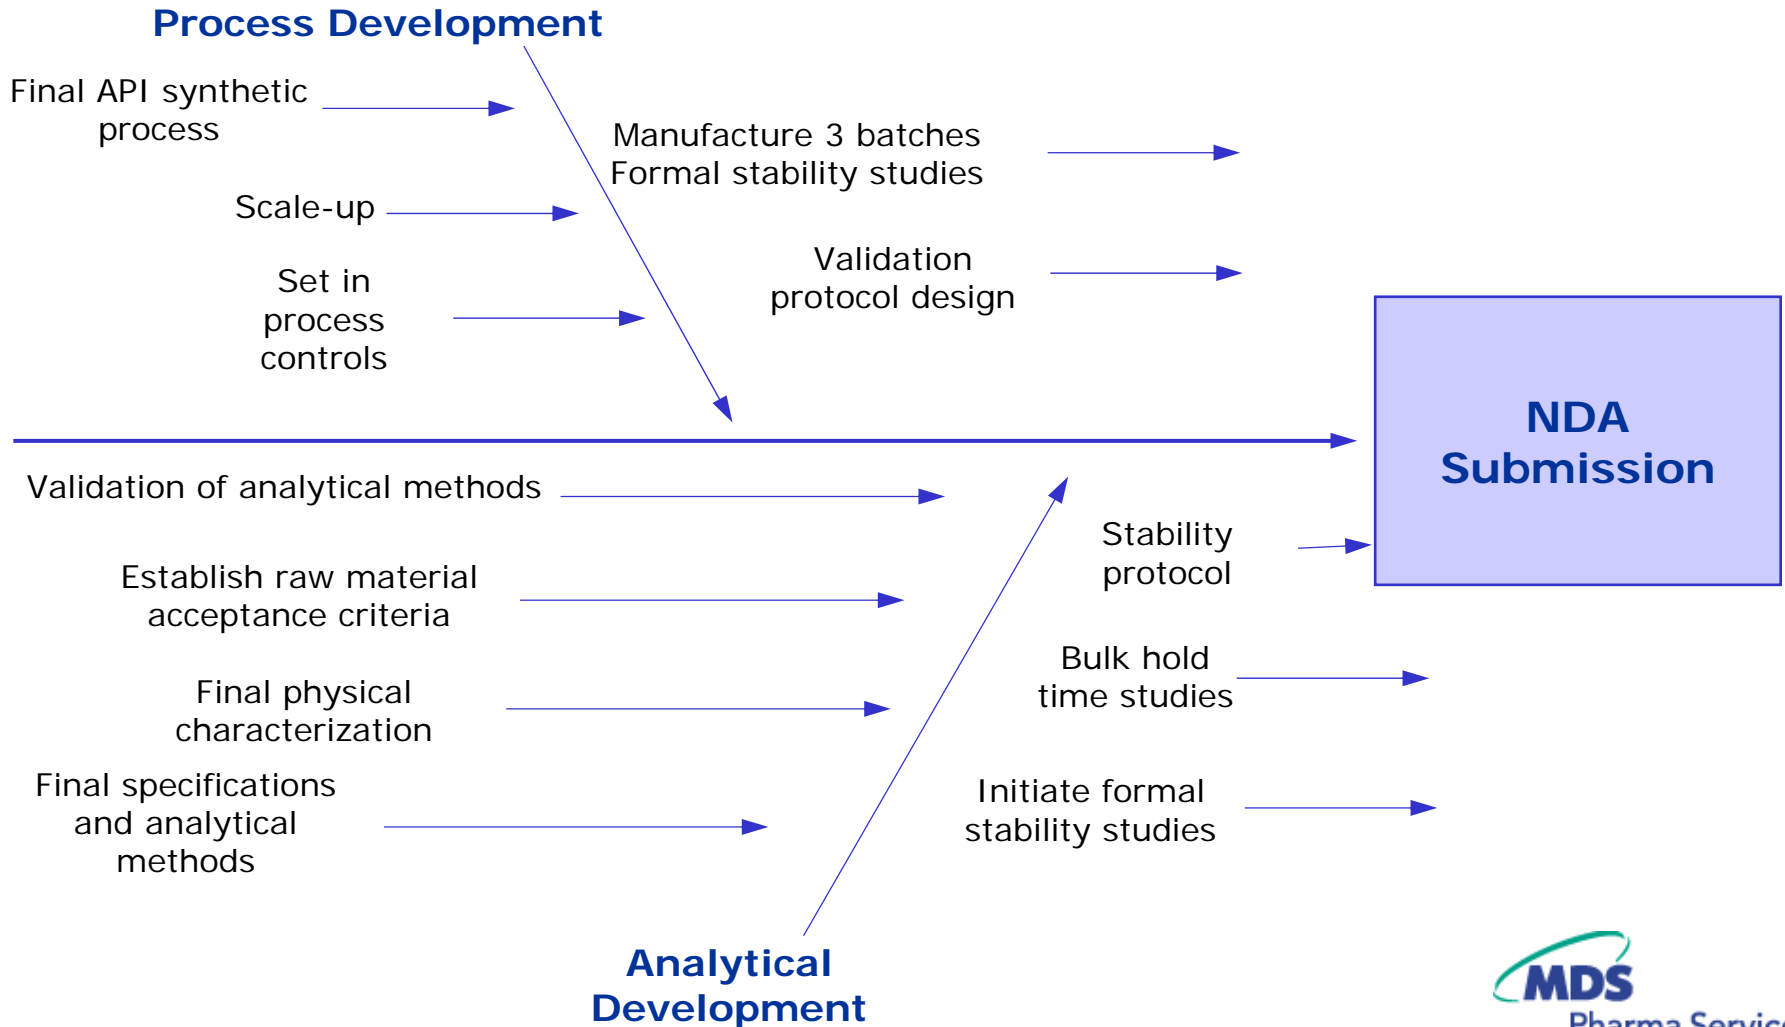 Process Development
Final API synthetic
process
Manufacture 3 batches
Formal stability studies
Scale-up
Validation
protocol design
Set in
process
controls
NDA
Submission
Validation of analytical methods
Stability
protocol
Establish raw material
acceptance criteria
Bulk hold
time studies
Final physical
characterization
Final specifications
and analytical
methods
Initiate formal
stability studies
Analytical
Development
MDS
Pharma Service